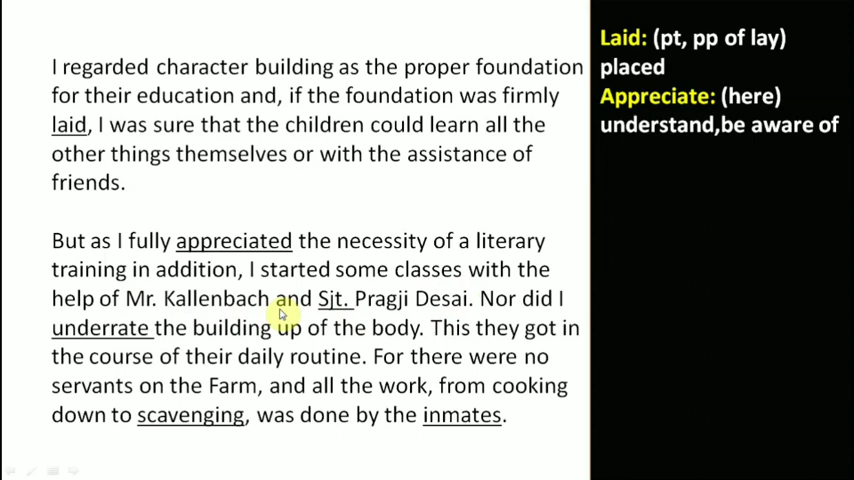 I regarded character building as the proper foundation
for their education and, if the foundation was firmly
laid, I was sure that the children could learn all the
other things themselves or with the assistance of
friends.
But as I fully appreciated the necessity of a literary
training in addition, I started some classes with the
help of Mr. Kallenbach and Sjt. Pragji Desai. Nor did I
underrate the building up of the body. This they got in
the course of their daily routine. For there were no
servants on the Farm, and all the work, from cooking
down to scavenging, was done by the inmates.
Laid: (pt, pp of lay)
placed
Appreciate: (here)
understand,be aware of